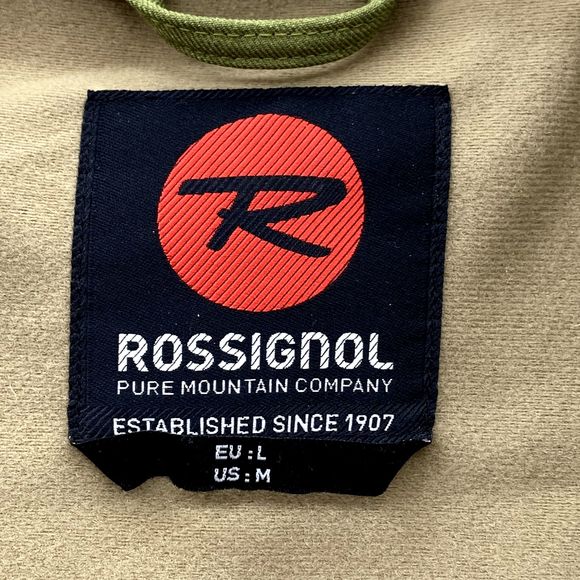 R
ROSSIGNOL
PURE MOUNTAIN COMPANY
ESTABLISHED SINCE 1907
EU : L
US : M